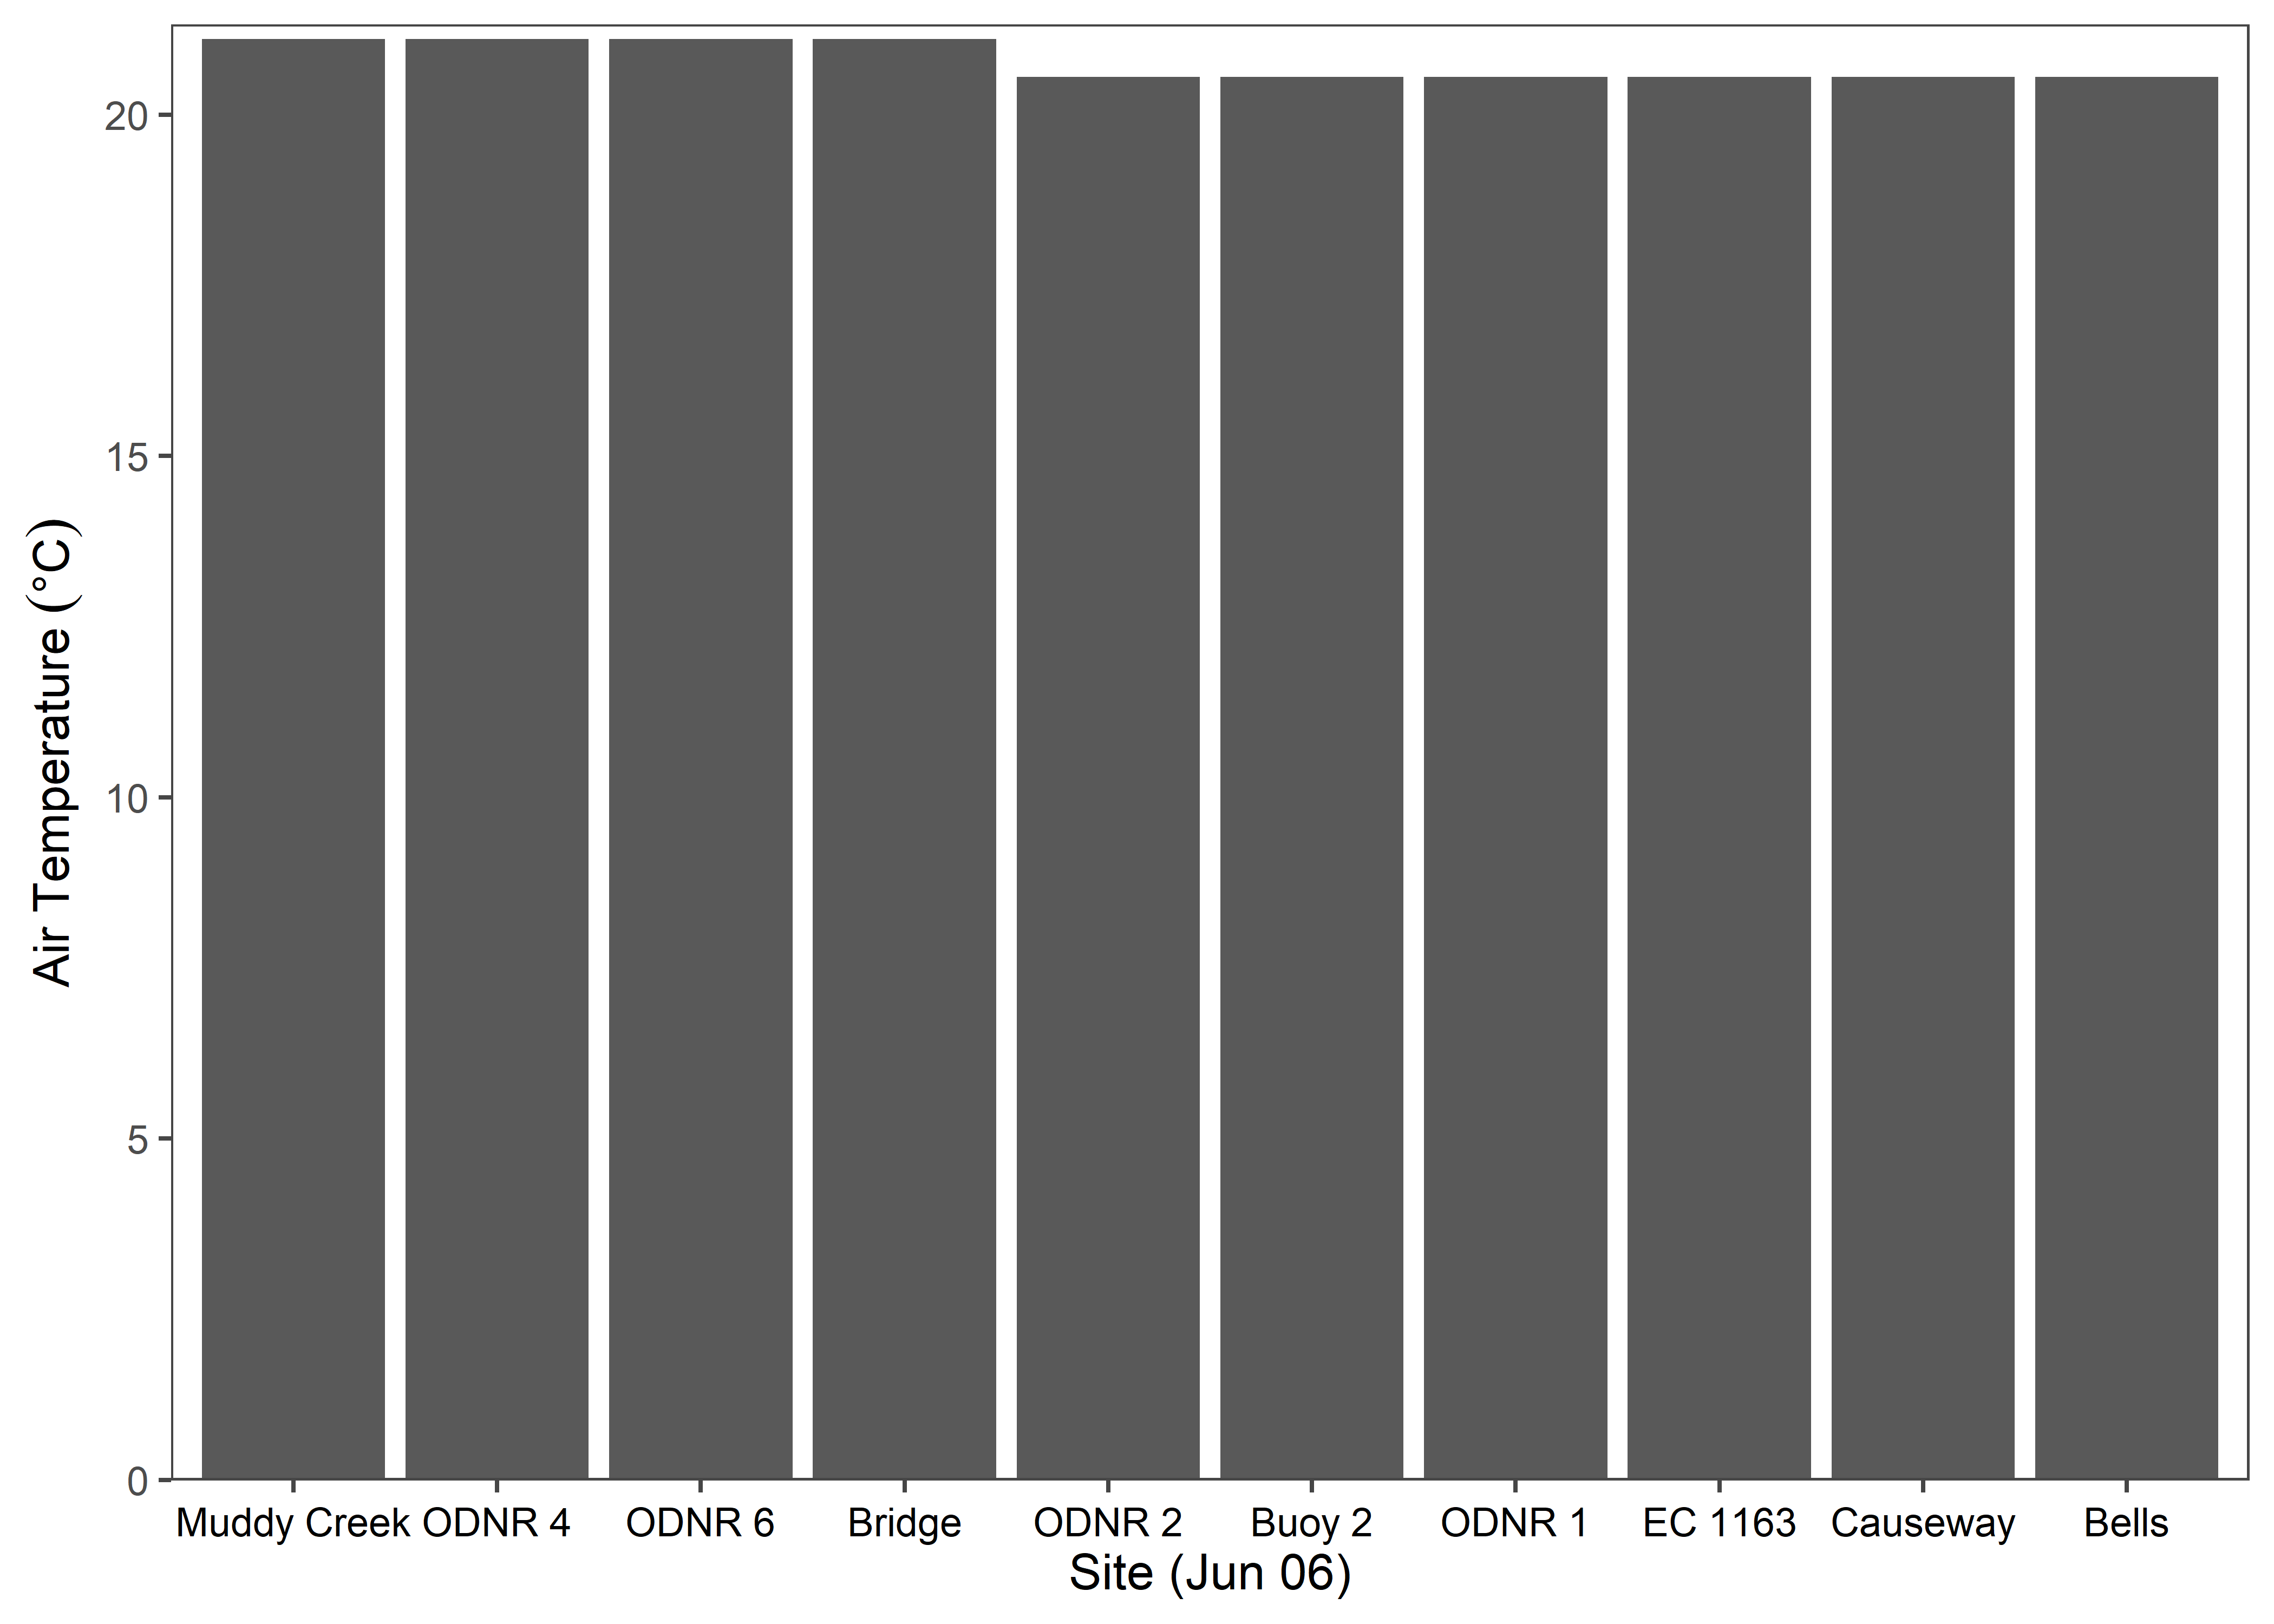 20
15
10
5
0
Air Temperature (°C)
Muddy Creek ODNR 4 ODNR 6 Bridge ODNR 2 Buoy 2 ODNR 1 EC 1163 Causeway Bells
Site (Jun 06)